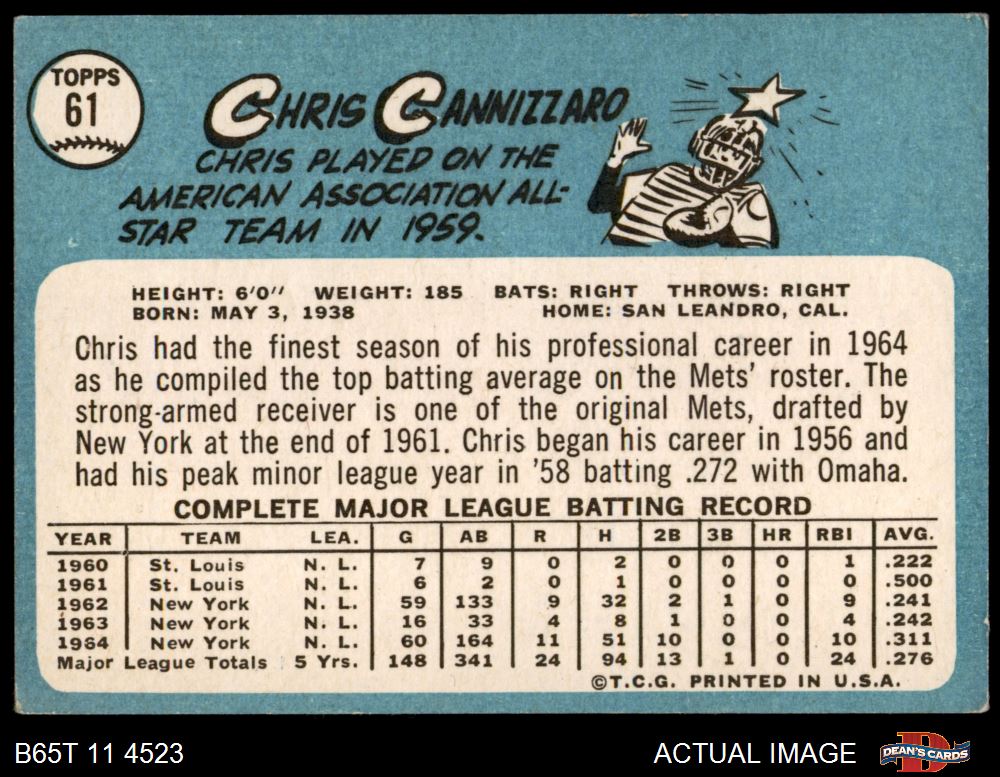 TOPPS
61
CHRIS CANNIZZARO
CHRIS PLAYED ON THE
AMERICAN ASSOCIATION ALL-
STAR TEAM IN 1959.
HEIGHT: 6'0" WEIGHT: 185 BATS: RIGHT THROWS: RIGHT
BORN: MAY 3, 1938 HOME: SAN LEANDRO, CAL.
Chris had the finest season of his professional career in 1964
as he compiled the top batting average on the Mets' roster. The
strong-armed receiver is one of the original Mets, drafted by
New York at the end of 1961. Chris began his career in 1956 and
had his peak minor league year in '58 batting .272 with Omaha.
COMPLETE MAJOR LEAGUE BATTING RECORD
YEAR TEAM LEA. G AB R H 2B 3B HR RBI AVG.
1960 St. Louis N. L. 7 9 0 2 0 0 0 1 .222
1961 St. Louis N. L. 6 2 0 1 0 0 0 0 .500
1962 New York N. L. 59 133 9 32 2 1 0 9 .241
1963 New York N. L. 16 33 4 8 1 0 0 4 .242
1964 New York N. L. 60 164 11 51 10 0 0 10 .311
Major League Totals 5 Yrs. 148 341 24 94 13 1 0 24 .276
©T.C.G. PRINTED IN U.S.A.
B65T 11 4523 ACTUAL IMAGE DEAN'S CARDS